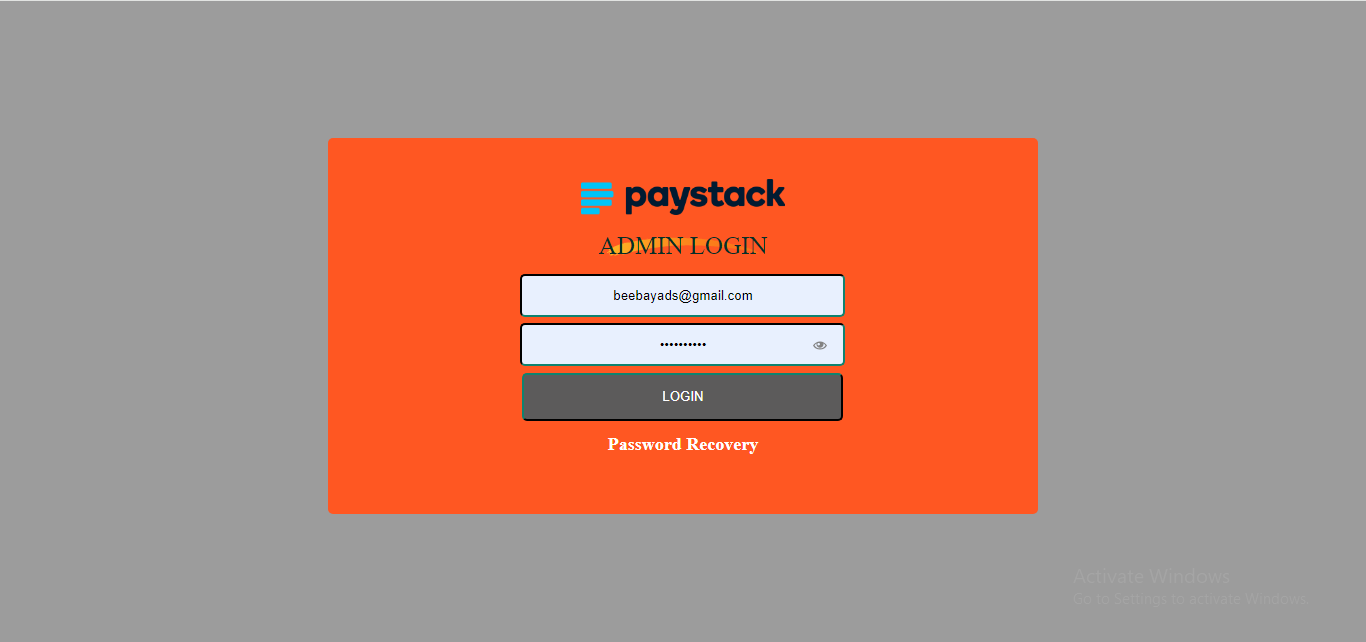 paystack
ADMIN LOGIN
beebayads@gmail.com
••••••••••
LOGIN
Password Recovery
Activate Windows
Go to Settings to activate Windows.